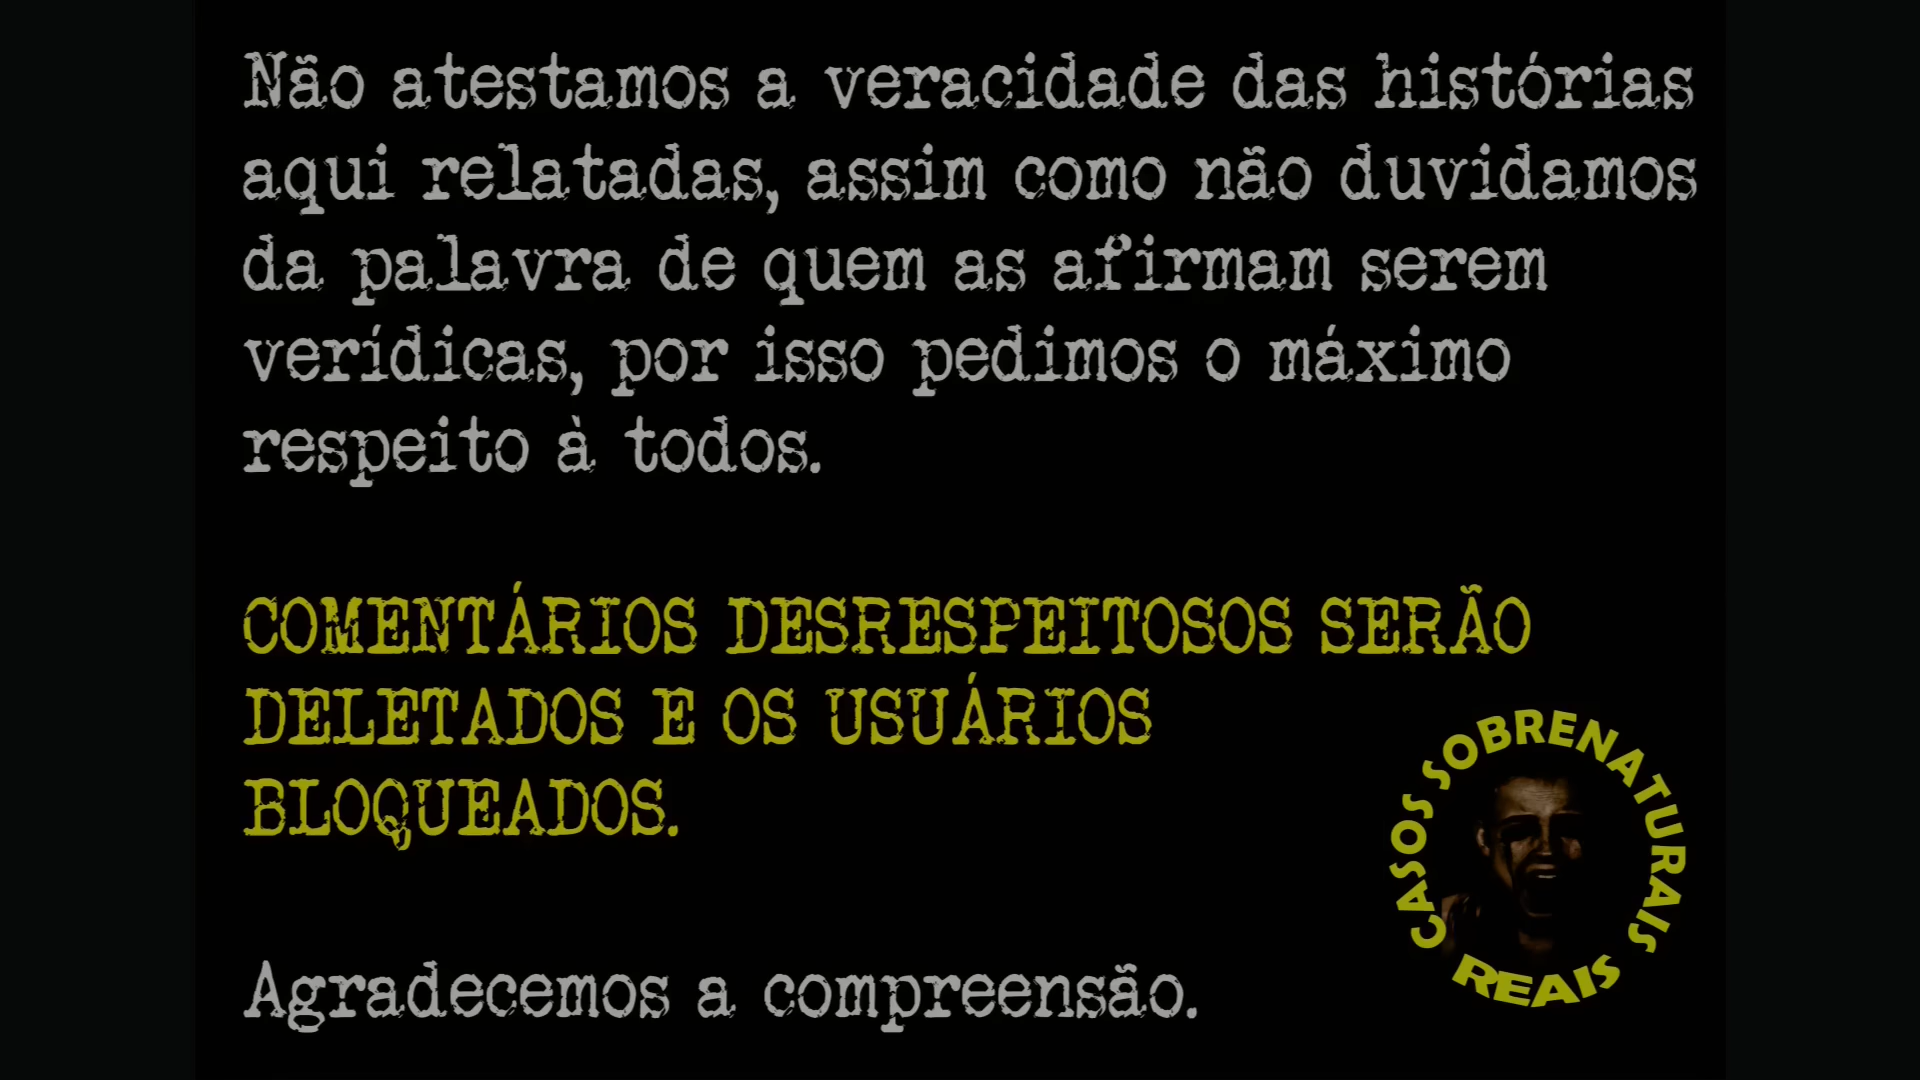 Não atestamos a veracidade das histórias
aqui relatadas, assim como não duvidamos
da palavra de quem as afirmam serem
verídicas, por isso pedimos o máximo
respeito à todos.
COMENTÁRIOS DESRESPEITOSOS SERÃO
DELETADOS E OS USUÁRIOS
BLOQUEADOS.
CASOS SOBRENATURAIS
REAIS
Agradecemos a compreensão.